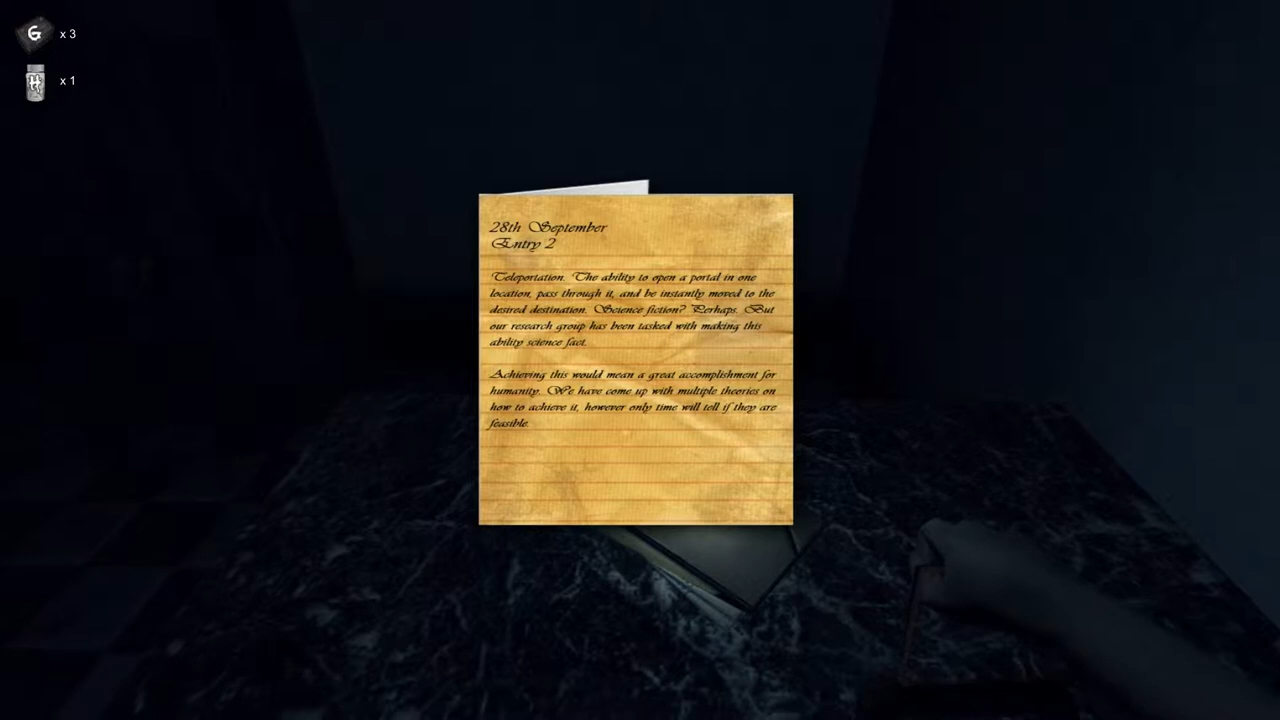 G x 3
H x 1
28th September
Entry 2
Teleportation. The ability to open a portal in one
location, pass through it, and be instantly moved to the
desired destination. Science fiction? Perhaps. But
our research group has been tasked with making this
ability science fact.
Achieving this would mean a great accomplishment for
humanity. We have come up with multiple theories on
how to achieve it, however only time will tell if they are
feasible.